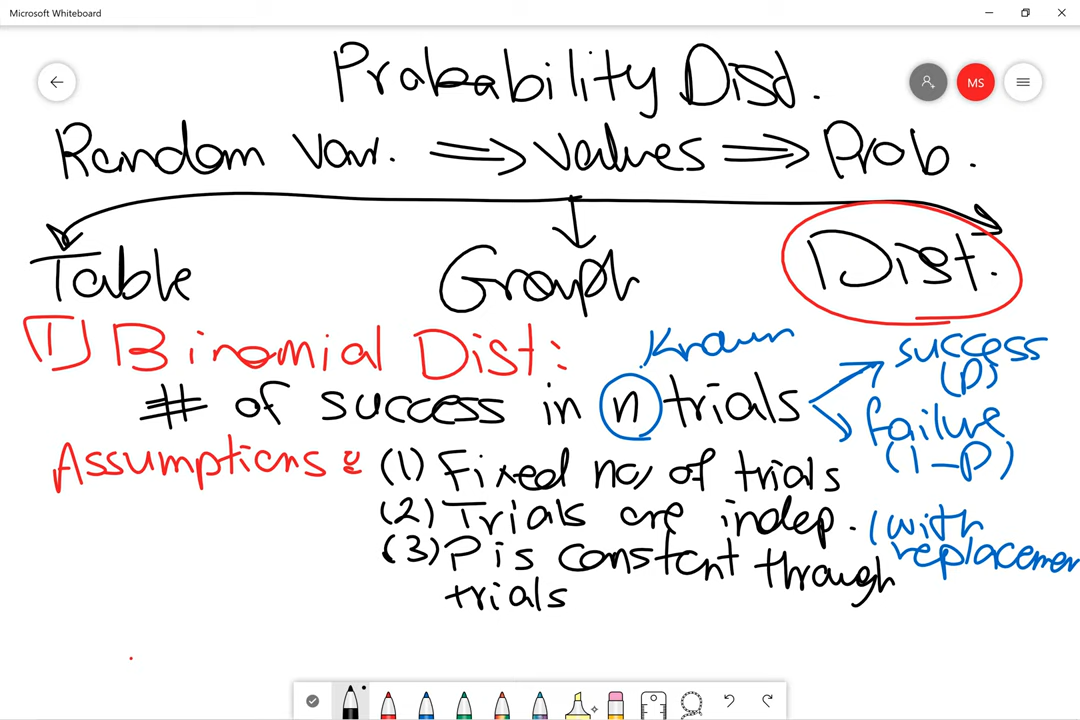 Microsoft Whiteboard
Probability Dist.
MS
Random Var. ⇒ Values ⇒ Prob.
Table Graph Dist.
1) Binomial Dist:
Known
# of success in n trials
success
(P)
failure
(1-P)
Assumptions : (1) Fixed no, of trials
(2) Trials are indep. (with
replacemen
(3) P is constant through
trials